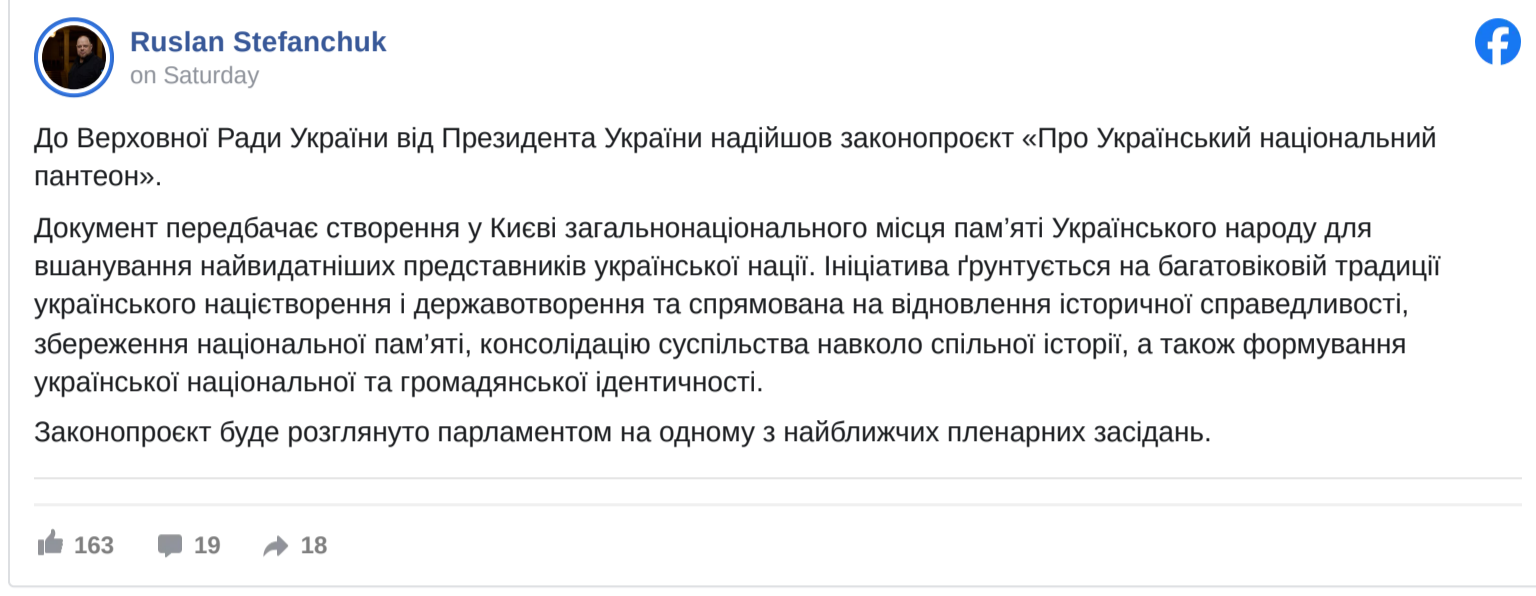 Ruslan Stefanchuk
on Saturday
До Верховної Ради України від Президента України надійшов законопроєкт «Про Український національний
пантеон».
Документ передбачає створення у Києві загальнонаціонального місця пам’яті Українського народу для
вшанування найвидатніших представників української нації. Ініціатива ґрунтується на багатовіковій традиції
українського націєтворення і державотворення та спрямована на відновлення історичної справедливості,
збереження національної пам’яті, консолідацію суспільства навколо спільної історії, а також формування
української національної та громадянської ідентичності.
Законопроєкт буде розглянуто парламентом на одному з найближчих пленарних засідань.
163 19 18